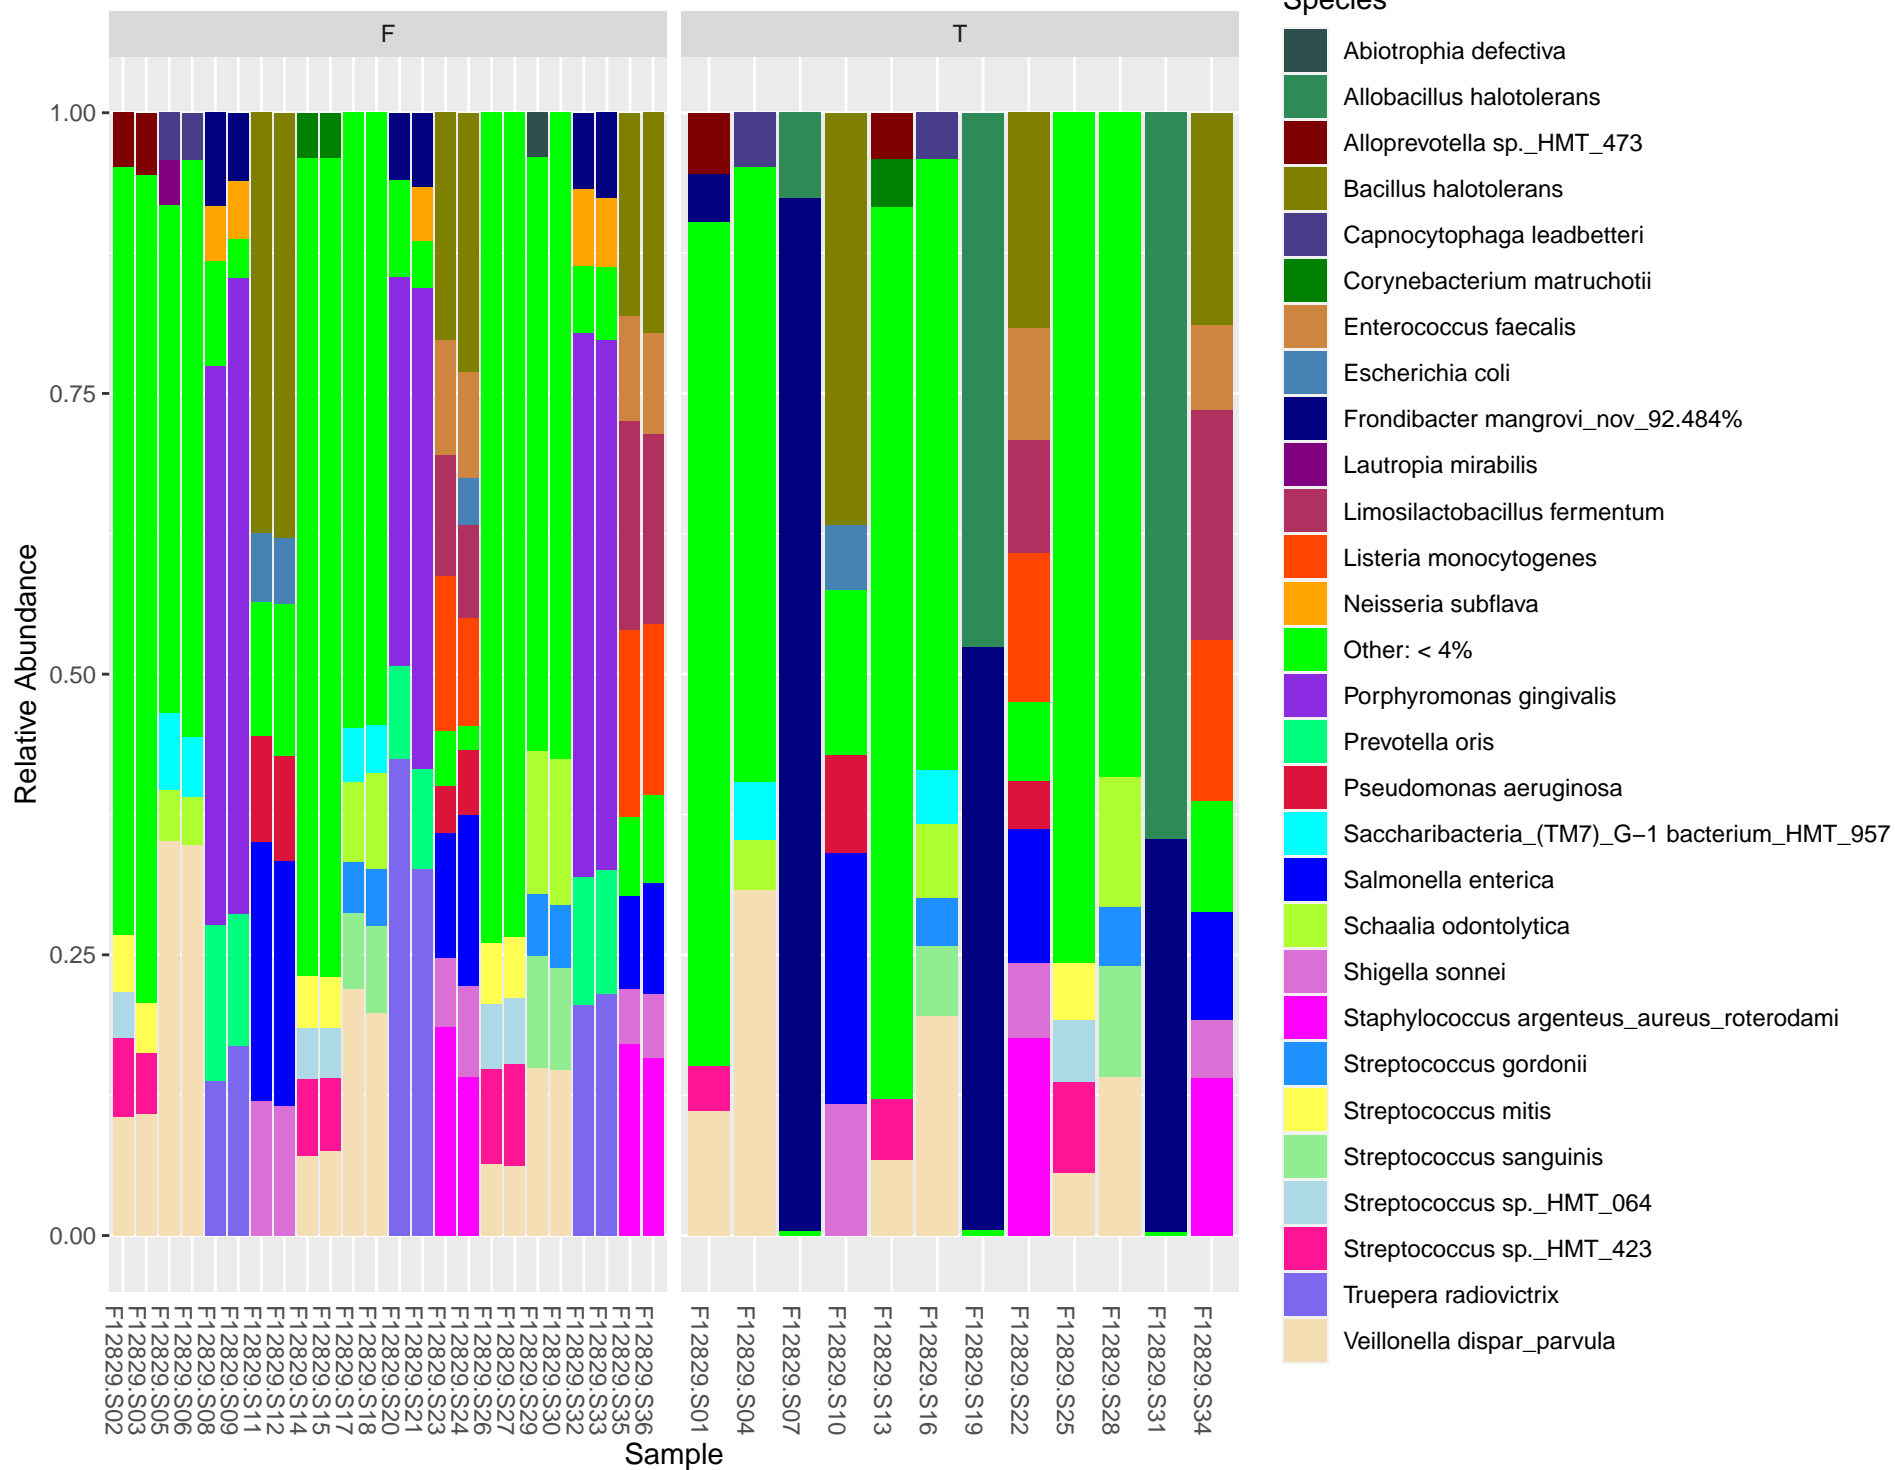 Species
F
T
Abiotrophia defectiva
Allobacillus halotolerans
Alloprevotella sp._HMT_473
Bacillus halotolerans
Capnocytophaga leadbetteri
Corynebacterium matruchotii
Enterococcus faecalis
Escherichia coli
Frondibacter mangrovi_nov_92.484%
Lautropia mirabilis
Limosilactobacillus fermentum
Listeria monocytogenes
Neisseria subflava
Other: < 4%
Porphyromonas gingivalis
Prevotella oris
Pseudomonas aeruginosa
Saccharibacteria_(TM7)_G−1 bacterium_HMT_957
Salmonella enterica
Schaalia odontolytica
Shigella sonnei
Staphylococcus argenteus_aureus_roterodami
Streptococcus gordonii
Streptococcus mitis
Streptococcus sanguinis
Streptococcus sp._HMT_064
Streptococcus sp._HMT_423
Truepera radiovictrix
Veillonella dispar_parvula
1.00
0.75
0.50
0.25
0.00
Relative Abundance
F12829.S02
F12829.S03
F12829.S05
F12829.S06
F12829.S08
F12829.S09
F12829.S11
F12829.S12
F12829.S14
F12829.S15
F12829.S17
F12829.S18
F12829.S20
F12829.S21
F12829.S23
F12829.S24
F12829.S26
F12829.S27
F12829.S29
F12829.S30
F12829.S32
F12829.S33
F12829.S35
F12829.S36
F12829.S01
F12829.S04
F12829.S07
F12829.S10
F12829.S13
F12829.S16
F12829.S19
F12829.S22
F12829.S25
F12829.S28
F12829.S31
F12829.S34
Sample